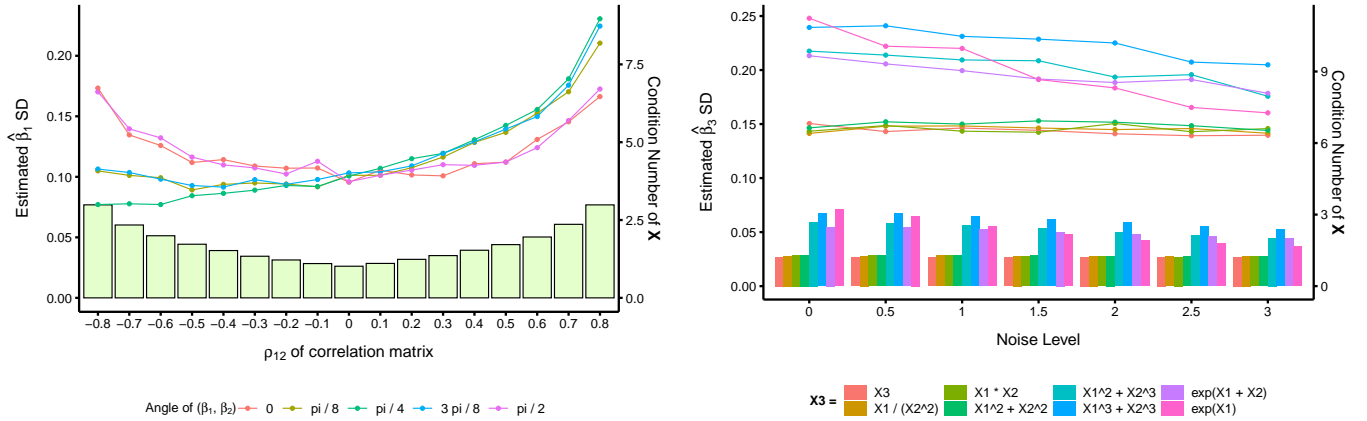 Estimated β̂1 SD
0.20
0.15
0.10
0.05
0.00
7.5
5.0
2.5
0.0
Condition Number of X
−0.8 −0.7 −0.6 −0.5 −0.4 −0.3 −0.2 −0.1 0 0.1 0.2 0.3 0.4 0.5 0.6 0.7 0.8
ρ12 of correlation matrix
Angle of (β1, β2) 0 pi / 8 pi / 4 3 pi / 8 pi / 2
Estimated β̂3 SD
0.25
0.20
0.15
0.10
0.05
0.00
9
6
3
0
Condition Number of X
0 0.5 1 1.5 2 2.5 3
Noise Level
X3 =
X3 X1 * X2 X1^2 + X2^3 exp(X1 + X2)
X1 / (X2^2) X1^2 + X2^2 X1^3 + X2^3 exp(X1)